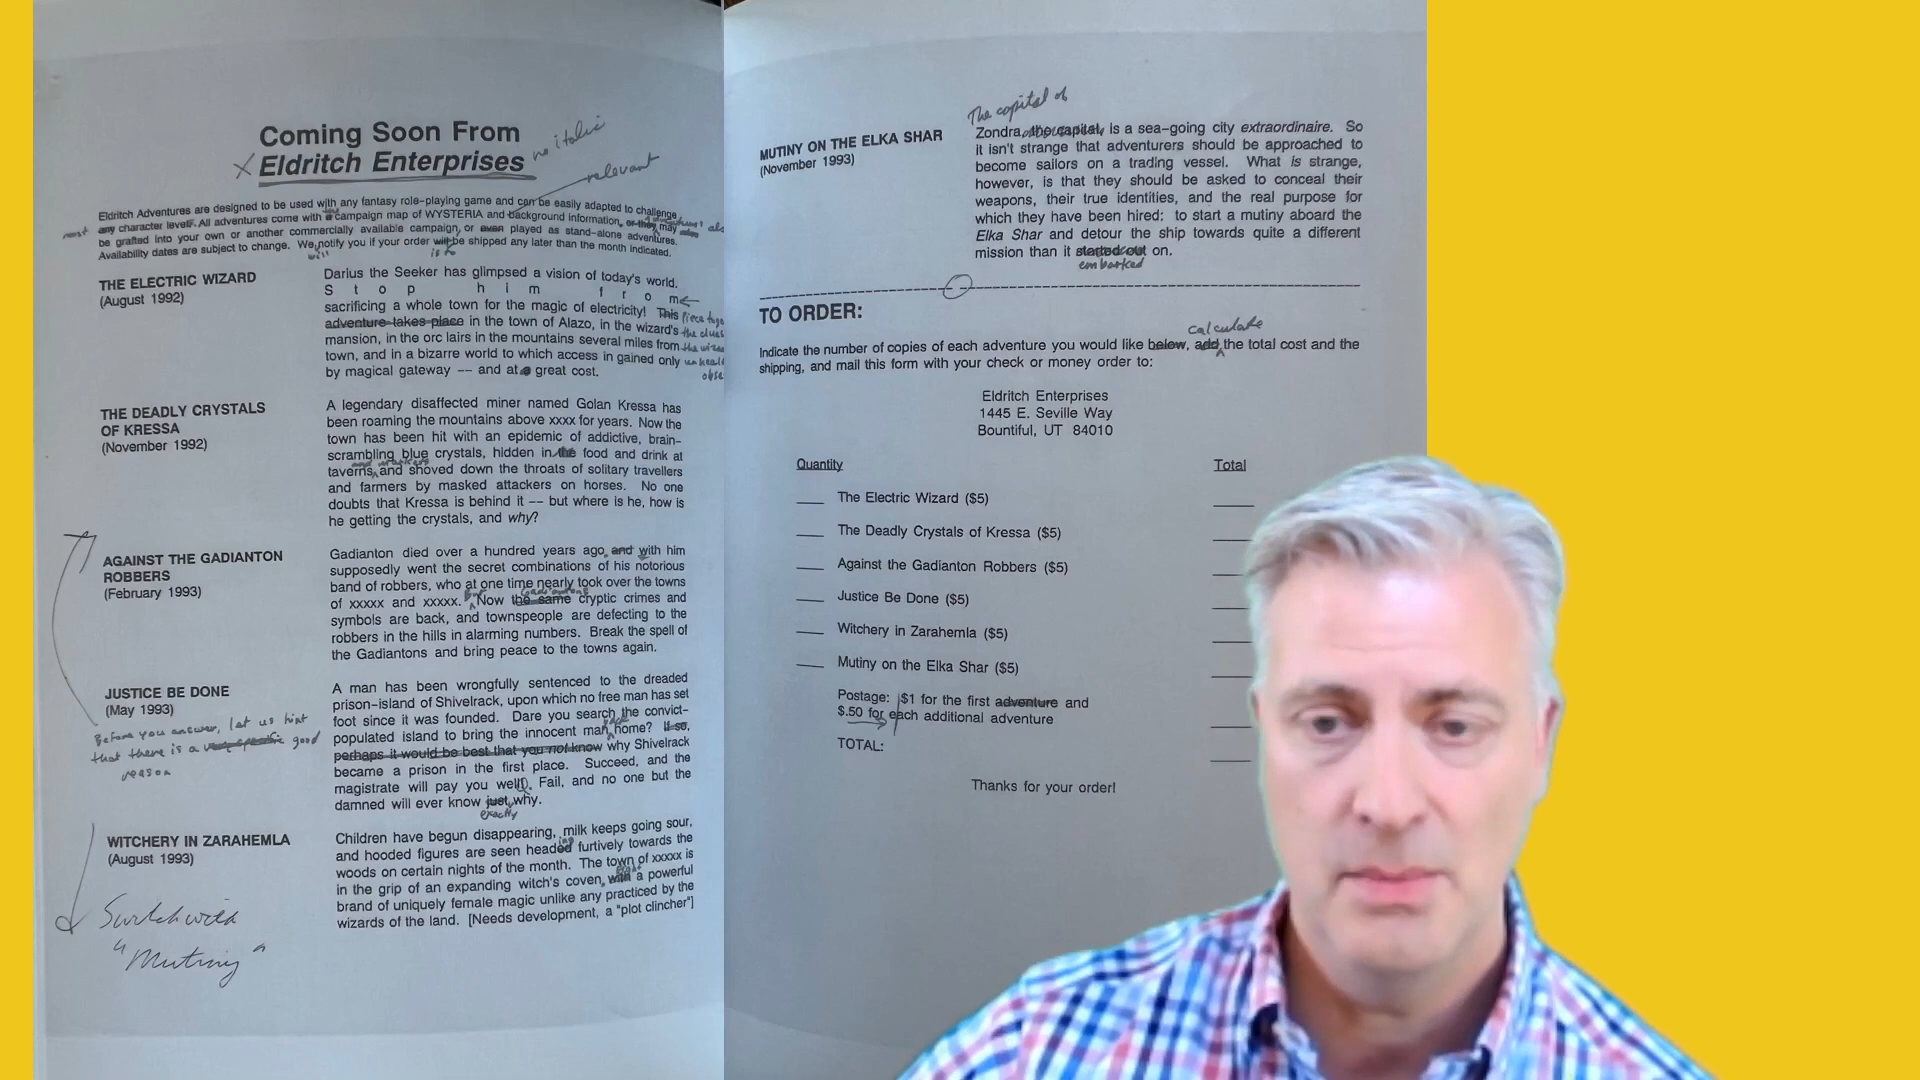 Coming Soon From
Eldritch Enterprises
no italic
relevant
Eldritch Adventures are designed to be used with any fantasy role-playing game and can be easily adapted to challenge
most any character level. All adventures come with a campaign map of WYSTERIA and background information, or they may also
be grafted into your own or another commercially available campaign, or even played as stand-alone adventures.
Availability dates are subject to change. We notify you if your order will be shipped any later than the month indicated.
will is to
THE ELECTRIC WIZARD
(August 1992)
Darius the Seeker has glimpsed a vision of today's world.
Stop him from
sacrificing a whole town for the magic of electricity! This
adventure takes place in the town of Alazo, in the wizard's
mansion, in the orc lairs in the mountains several miles from
town, and in a bizarre world to which access in gained only
by magical gateway -- and at a great cost.
THE DEADLY CRYSTALS
OF KRESSA
(November 1992)
A legendary disaffected miner named Golan Kressa has
been roaming the mountains above xxxx for years. Now the
town has been hit with an epidemic of addictive, brain-
scrambling blue crystals, hidden in the food and drink at
and markets
taverns and shoved down the throats of solitary travellers
and farmers by masked attackers on horses. No one
doubts that Kressa is behind it -- but where is he, how is
he getting the crystals, and why?
AGAINST THE GADIANTON
ROBBERS
(February 1993)
Gadianton died over a hundred years ago, and with him
supposedly went the secret combinations of his notorious
band of robbers, who at one time nearly took over the towns
of xxxxx and xxxxx. But Now the same cryptic crimes and
symbols are back, and townspeople are defecting to the
robbers in the hills in alarming numbers. Break the spell of
the Gadiantons and bring peace to the towns again.
JUSTICE BE DONE
(May 1993)
Before you answer, let us hint
that there is a very specific good
reason
A man has been wrongfully sentenced to the dreaded
prison-island of Shivelrack, upon which no free man has set
foot since it was founded. Dare you search the convict-
populated island to bring the innocent man back home? If so,
perhaps it would be best that you not know why Shivelrack
became a prison in the first place. Succeed, and the
magistrate will pay you well. Fail, and no one but the
damned will ever know just why.
exactly
WITCHERY IN ZARAHEMLA
(August 1993)
Children have begun disappearing, milk keeps going sour,
and hooded figures are seen headed furtively towards the
woods on certain nights of the month. The town of xxxxx is
in the grip of an expanding witch's coven, with a powerful
brand of uniquely female magic unlike any practiced by the
wizards of the land. [Needs development, a "plot clincher"]
Switch with
"Mutiny"
The capital of
MUTINY ON THE ELKA SHAR
(November 1993)
Zondra, the capital, is a sea-going city extraordinaire. So
it isn't strange that adventurers should be approached to
become sailors on a trading vessel. What is strange,
however, is that they should be asked to conceal their
weapons, their true identities, and the real purpose for
which they have been hired: to start a mutiny aboard the
Elka Shar and detour the ship towards quite a different
mission than it started out on.
embarked
TO ORDER:
calculate
Indicate the number of copies of each adventure you would like below, add the total cost and the
shipping, and mail this form with your check or money order to:
Eldritch Enterprises
1445 E. Seville Way
Bountiful, UT 84010
Quantity Total
The Electric Wizard ($5)
The Deadly Crystals of Kressa ($5)
Against the Gadianton Robbers ($5)
Justice Be Done ($5)
Witchery in Zarahemla ($5)
Mutiny on the Elka Shar ($5)
Postage: $1 for the first adventure and
$.50 for each additional adventure
TOTAL:
Thanks for your order!